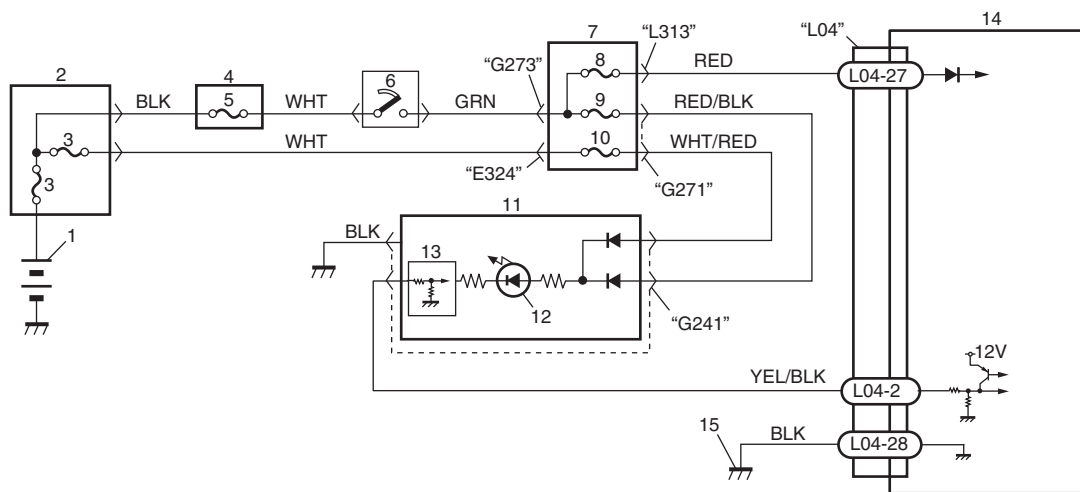 14
"L04"
7
"L313"
2
4
6
"G273"
8
RED
L04-27
BLK
5
WHT
GRN
9
RED/BLK
3
WHT
10
WHT/RED
3
"E324"
"G271"
1
11
BLK
13
12
"G241"
12V
YEL/BLK
L04-2
15
BLK
L04-28